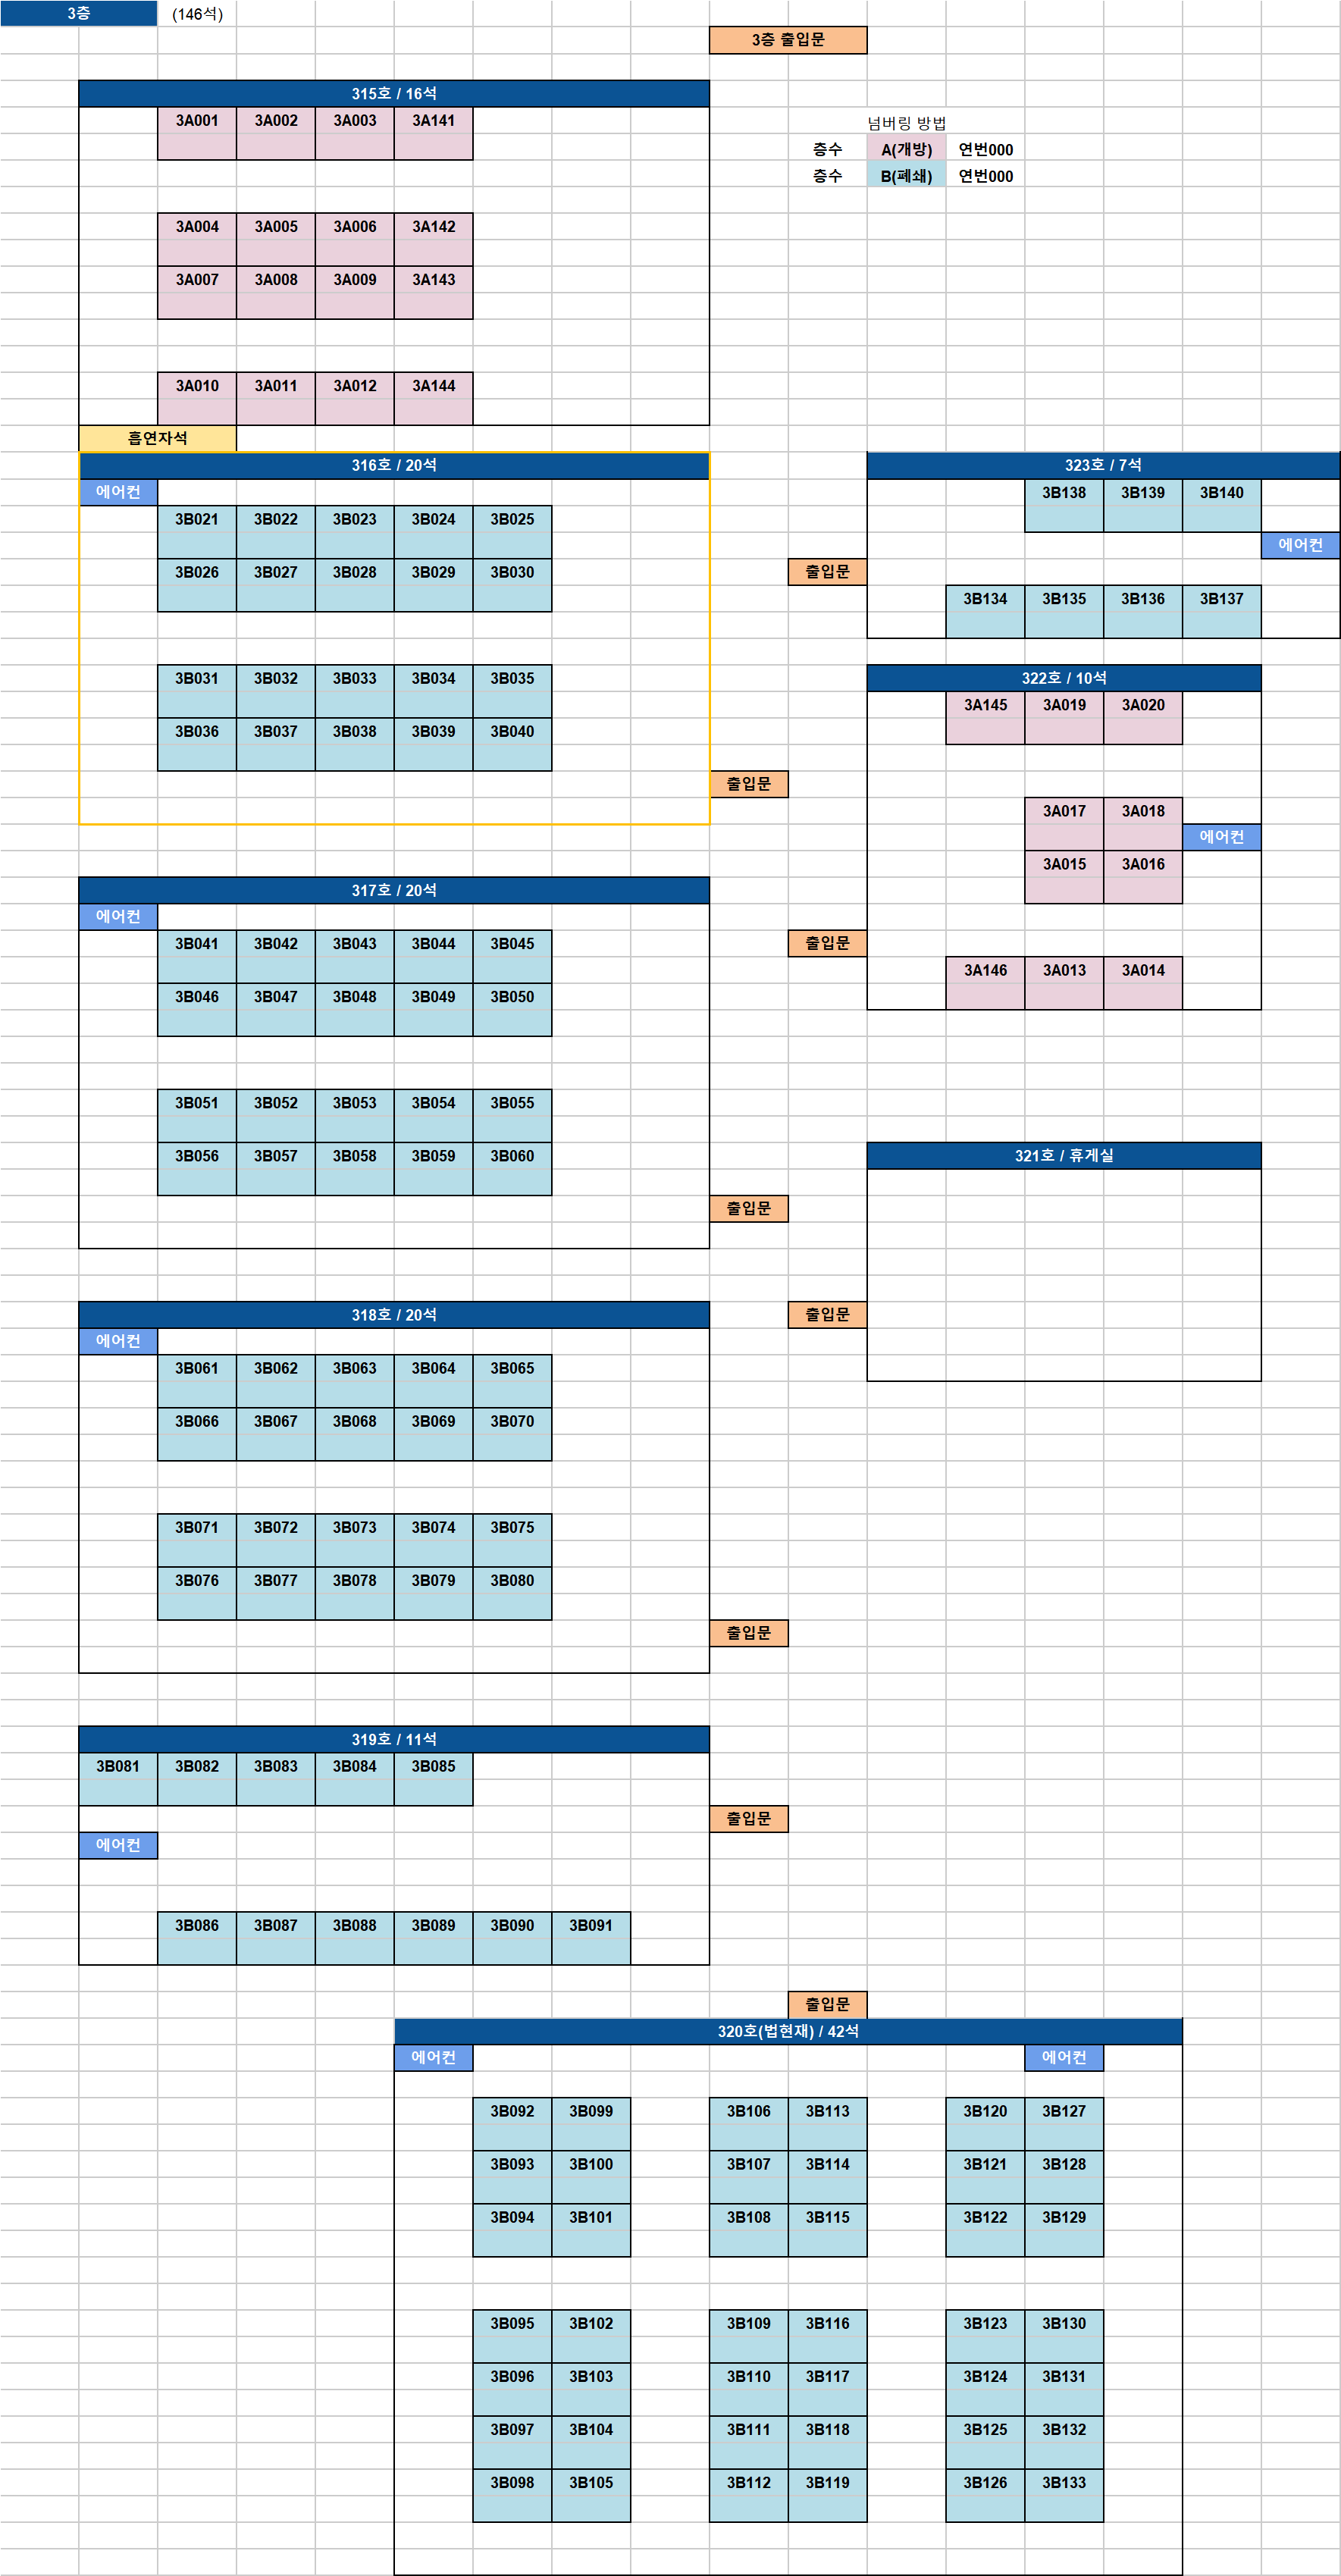 3층 (146석)
3층 출입문
315호 / 16석
3A001 3A002 3A003 3A141
넘버링 방법
층수 A(개방) 연번000
층수 B(폐쇄) 연번000
3A004 3A005 3A006 3A142
3A007 3A008 3A009 3A143
3A010 3A011 3A012 3A144
흡연자석
316호 / 20석
에어컨
3B021 3B022 3B023 3B024 3B025
3B026 3B027 3B028 3B029 3B030
3B031 3B032 3B033 3B034 3B035
3B036 3B037 3B038 3B039 3B040
출입문
323호 / 7석
3B138 3B139 3B140
에어컨
출입문
3B134 3B135 3B136 3B137
322호 / 10석
3A145 3A019 3A020
3A017 3A018
에어컨
3A015 3A016
출입문
3A146 3A013 3A014
317호 / 20석
에어컨
3B041 3B042 3B043 3B044 3B045
3B046 3B047 3B048 3B049 3B050
3B051 3B052 3B053 3B054 3B055
3B056 3B057 3B058 3B059 3B060
출입문
321호 / 휴게실
출입문
318호 / 20석
에어컨
3B061 3B062 3B063 3B064 3B065
3B066 3B067 3B068 3B069 3B070
3B071 3B072 3B073 3B074 3B075
3B076 3B077 3B078 3B079 3B080
출입문
319호 / 11석
3B081 3B082 3B083 3B084 3B085
출입문
에어컨
3B086 3B087 3B088 3B089 3B090 3B091
출입문
320호(법현재) / 42석
에어컨 에어컨
3B092 3B099 3B106 3B113 3B120 3B127
3B093 3B100 3B107 3B114 3B121 3B128
3B094 3B101 3B108 3B115 3B122 3B129
3B095 3B102 3B109 3B116 3B123 3B130
3B096 3B103 3B110 3B117 3B124 3B131
3B097 3B104 3B111 3B118 3B125 3B132
3B098 3B105 3B112 3B119 3B126 3B133